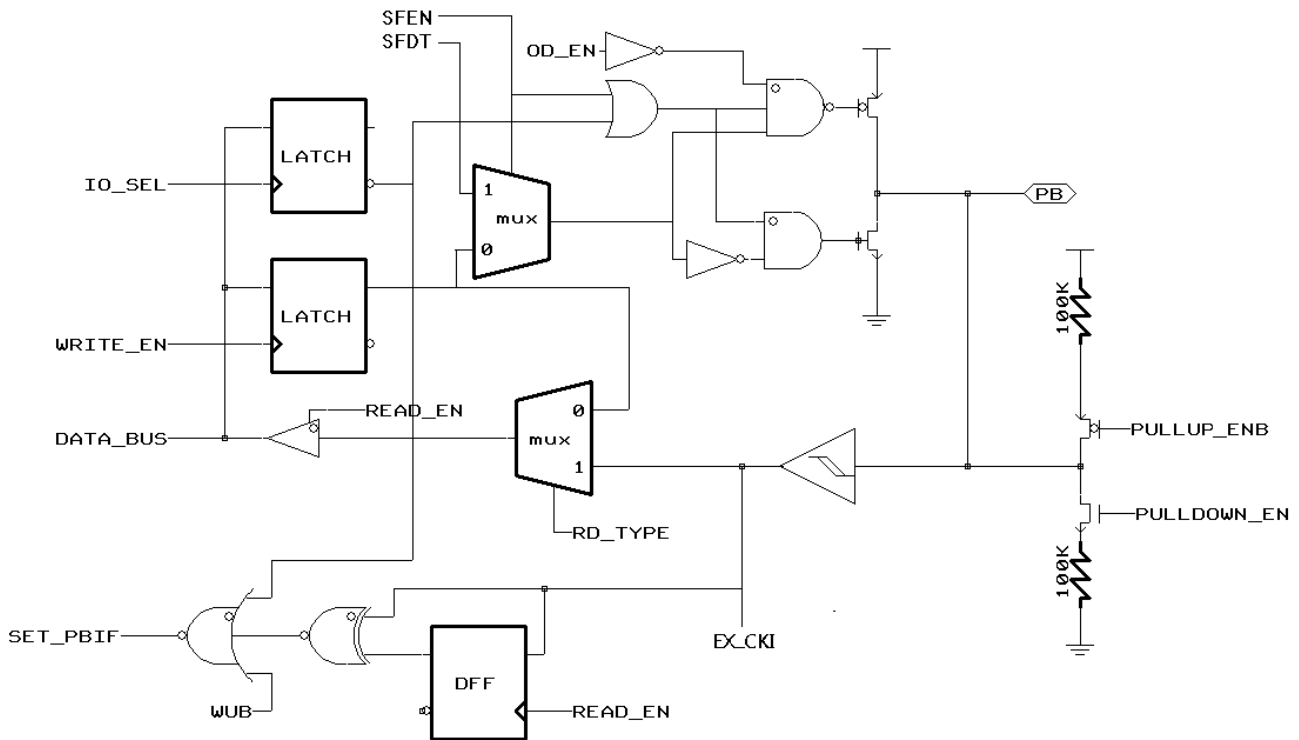 SFEN
SFDT
OD_EN
LATCH
IO_SEL
1
mux
0
PB
LATCH
WRITE_EN
100K
READ_EN
0
DATA_BUS
mux
PULLUP_ENB
1
PULLDOWN_EN
RD_TYPE
100K
SET_PBIF
EX_CKI
DFF
WUB
READ_EN